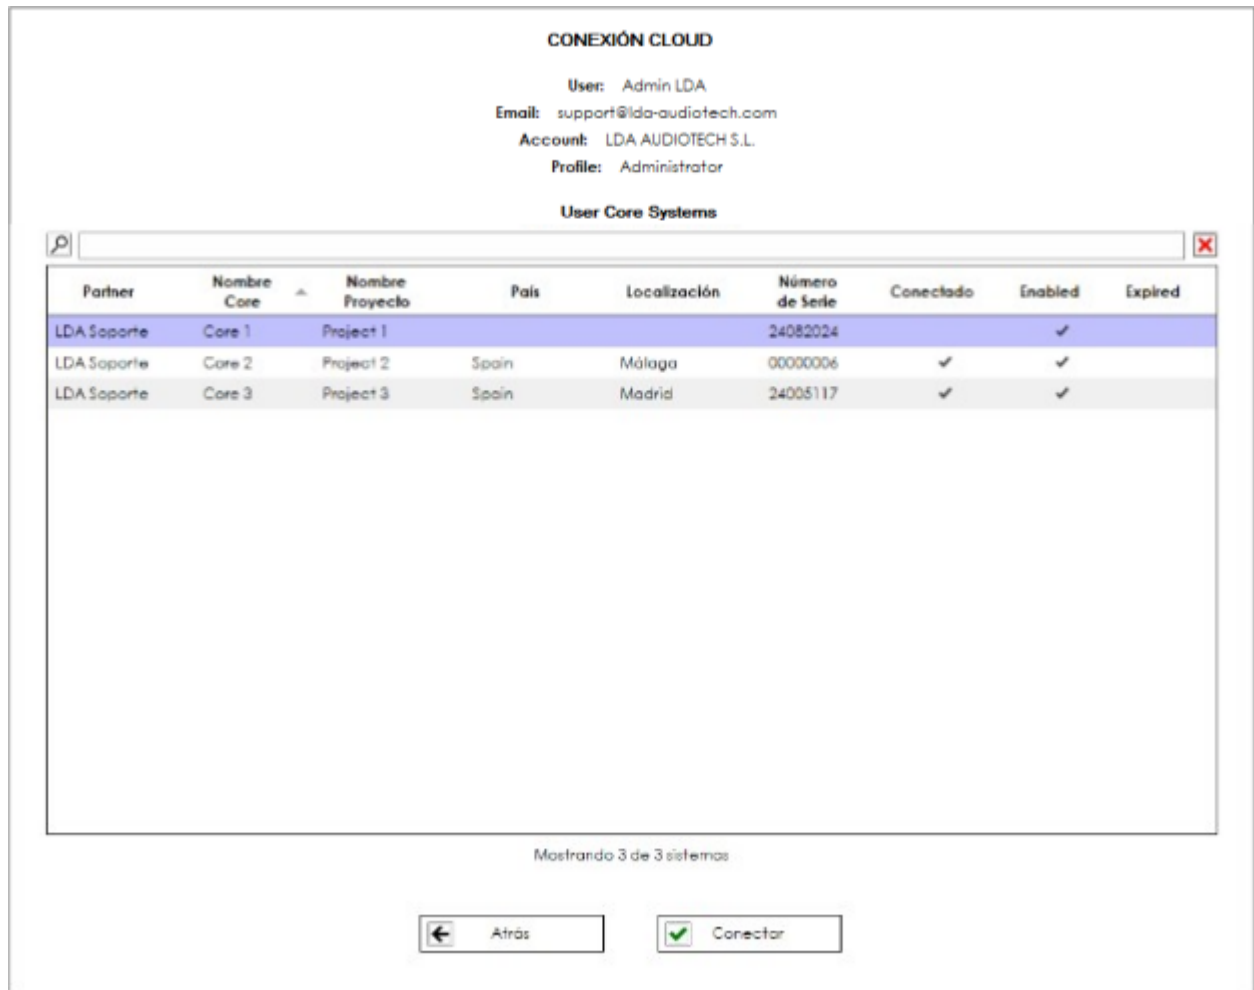 CONEXIÓN CLOUD
User: Admin LDA
Email: support@lda-audiotech.com
Account: LDA AUDIOTECH S.L.
Profile: Administrator
User Core Systems
Partner Nombre Core Nombre Proyecto País Localización Número de Serie Conectado Enabled Expired
LDA Soporte Core 1 Project 1 24082024 ✔
LDA Soporte Core 2 Project 2 Spain Málaga 00000006 ✔ ✔
LDA Soporte Core 3 Project 3 Spain Madrid 24005117 ✔ ✔
Mostrando 3 de 3 sistemas
Atrás Conectar